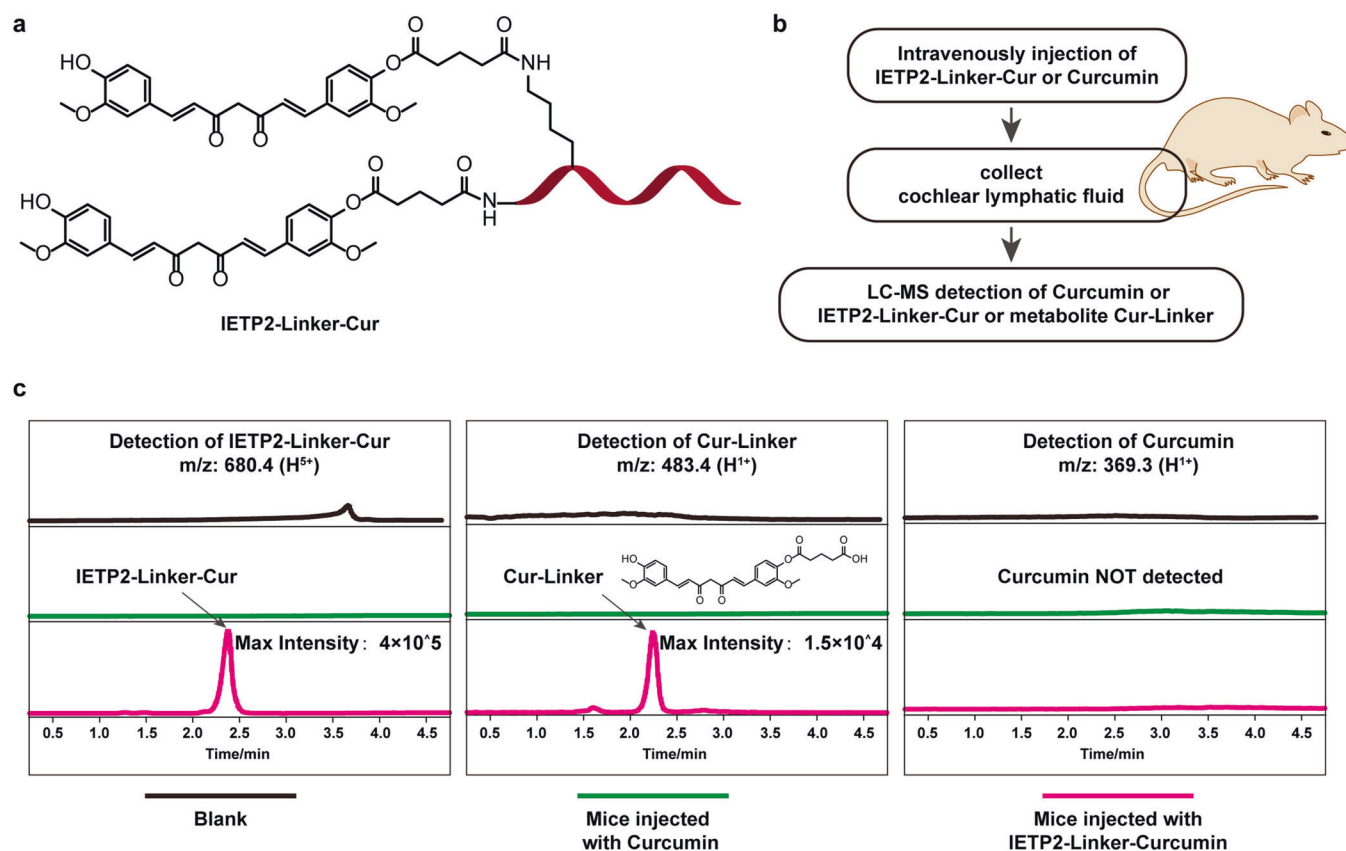 a
HO
O
O
O
O
O
O
O
NH
O
HO
O
O
O
O
O
O
O
N
H
O
IETP2-Linker-Cur
b
Intravenously injection of
IETP2-Linker-Cur or Curcumin
collect
cochlear lymphatic fluid
LC-MS detection of Curcumin or
IETP2-Linker-Cur or metabolite Cur-Linker
c
Detection of IETP2-Linker-Cur
m/z: 680.4 (H5+)
IETP2-Linker-Cur
Max Intensity: 4×10^5
0.5 1.0 1.5 2.0 2.5 3.0 3.5 4.0 4.5
Time/min
Detection of Cur-Linker
m/z: 483.4 (H1+)
HO
O
O
O
O
O
O
O
OH
O
Cur-Linker
Max Intensity: 1.5×10^4
0.5 1.0 1.5 2.0 2.5 3.0 3.5 4.0 4.5
Time/min
Detection of Curcumin
m/z: 369.3 (H1+)
Curcumin NOT detected
0.5 1.0 1.5 2.0 2.5 3.0 3.5 4.0 4.5
Time/min
Blank
Mice injected
with Curcumin
Mice injected with
IETP2-Linker-Curcumin